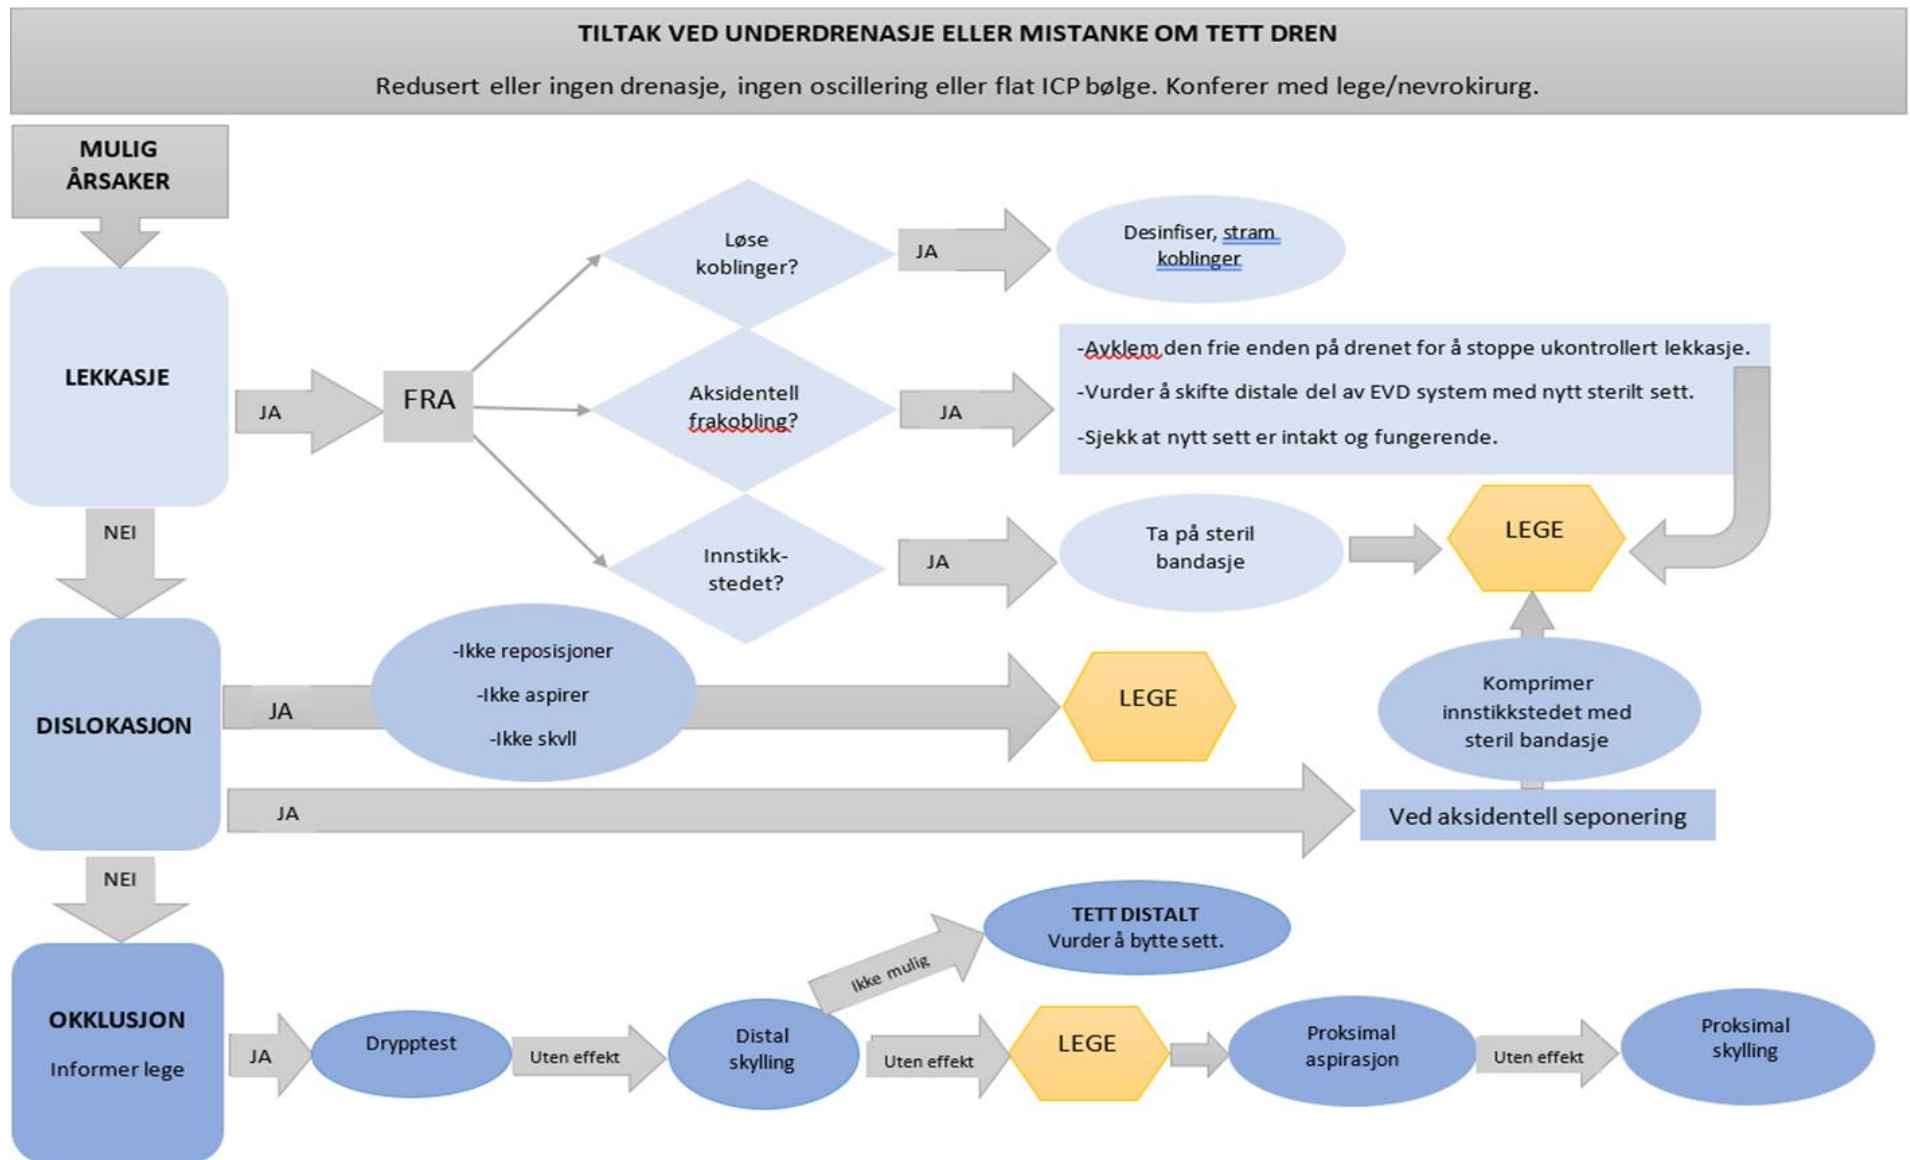 TILTAK VED UNDERDRENASJE ELLER MISTANKE OM TETT DREN
Redusert eller ingen drenasje, ingen oscillering eller flat ICP bølge. Konferer med lege/nevrokirurg.
MULIG
ÅRSAKER
LEKKASJE
JA
FRA
Løse
koblinger?
JA
Desinfiser, stram
koblinger
Aksidentell
frakobling?
JA
-Avklem den frie enden på drenet for å stoppe ukontrollert lekkasje.
-Vurder å skifte distale del av EVD system med nytt sterilt sett.
-Sjekk at nytt sett er intakt og fungerende.
Innstikk-
stedet?
JA
Ta på steril
bandasje
LEGE
NEI
DISLOKASJON
JA
-Ikke reposisjoner
-Ikke aspirer
-Ikke skyll
LEGE
Komprimer
innstikkstedet med
steril bandasje
JA
Ved aksidentell seponering
NEI
OKKLUSJON
Informer lege
JA
Drypptest
Uten effekt
Distal
skylling
Ikke mulig
TETT DISTALT
Vurder å bytte sett.
Uten effekt
LEGE
Proksimal
aspirasjon
Uten effekt
Proksimal
skylling